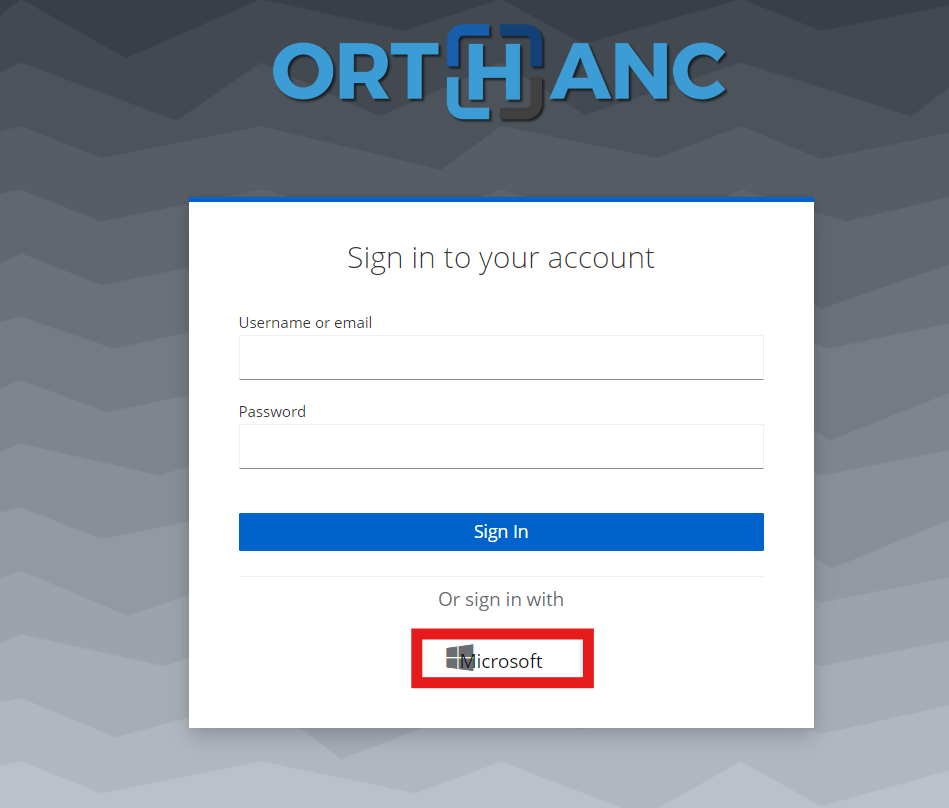 ORTHANC
Sign in to your account
Username or email
Password
Sign In
Or sign in with
Microsoft